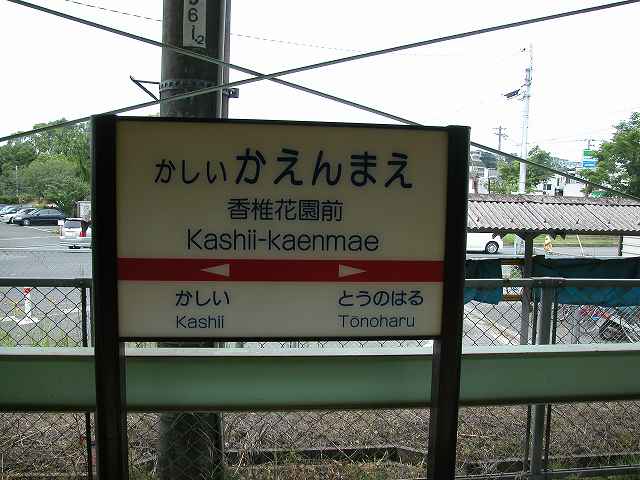 かしいかえんまえ
香椎花園前
Kashii-kaenmae
かしい とうのはる
Kashii Tōnoharu